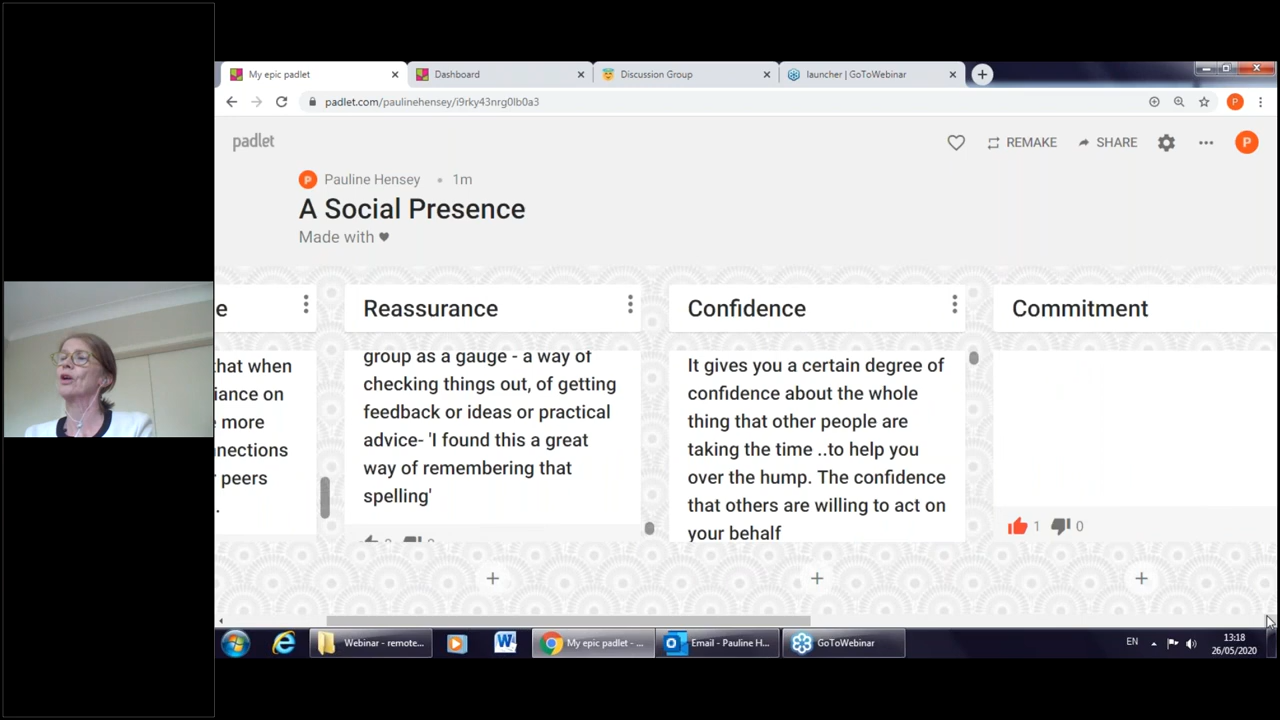 My epic padlet
Dashboard
Discussion Group
launcher | GoToWebinar
padlet.com/paulinehensey/i9rky43nrg0lb0a3
P
padlet
REMAKE
SHARE
P
P
Pauline Hensey • 1m
A Social Presence
Made with
e
Reassurance
Confidence
Commitment
hat when
iance on
more
nections
peers
.
group as a gauge - a way of
checking things out, of getting
feedback or ideas or practical
advice- 'I found this a great
way of remembering that
spelling'
It gives you a certain degree of
confidence about the whole
thing that other people are
taking the time ..to help you
over the hump. The confidence
that others are willing to act on
your behalf
1
0
Webinar - remote...
My epic padlet - ...
Email - Pauline H...
GoToWebinar
EN
13:18
26/05/2020